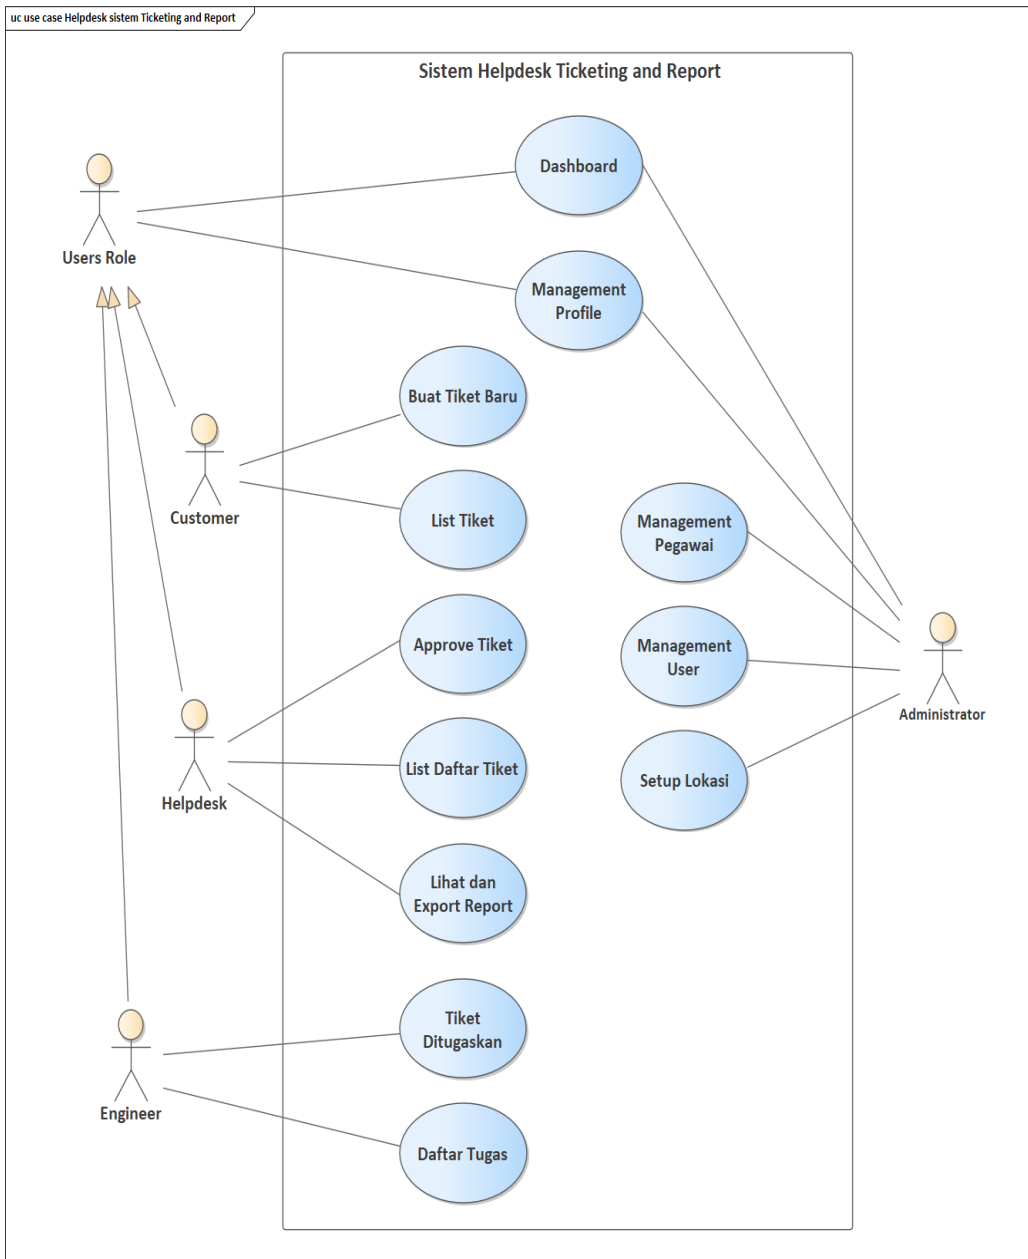 uc use case Helpdesk sistem Ticketing and Report
Sistem Helpdesk Ticketing and Report
Dashboard
Users Role
Management
Profile
Buat Tiket Baru
Customer
List Tiket
Management
Pegawai
Approve Tiket
Management
User
Administrator
List Daftar Tiket
Setup Lokasi
Helpdesk
Lihat dan
Export Report
Tiket
Ditugaskan
Engineer
Daftar Tugas